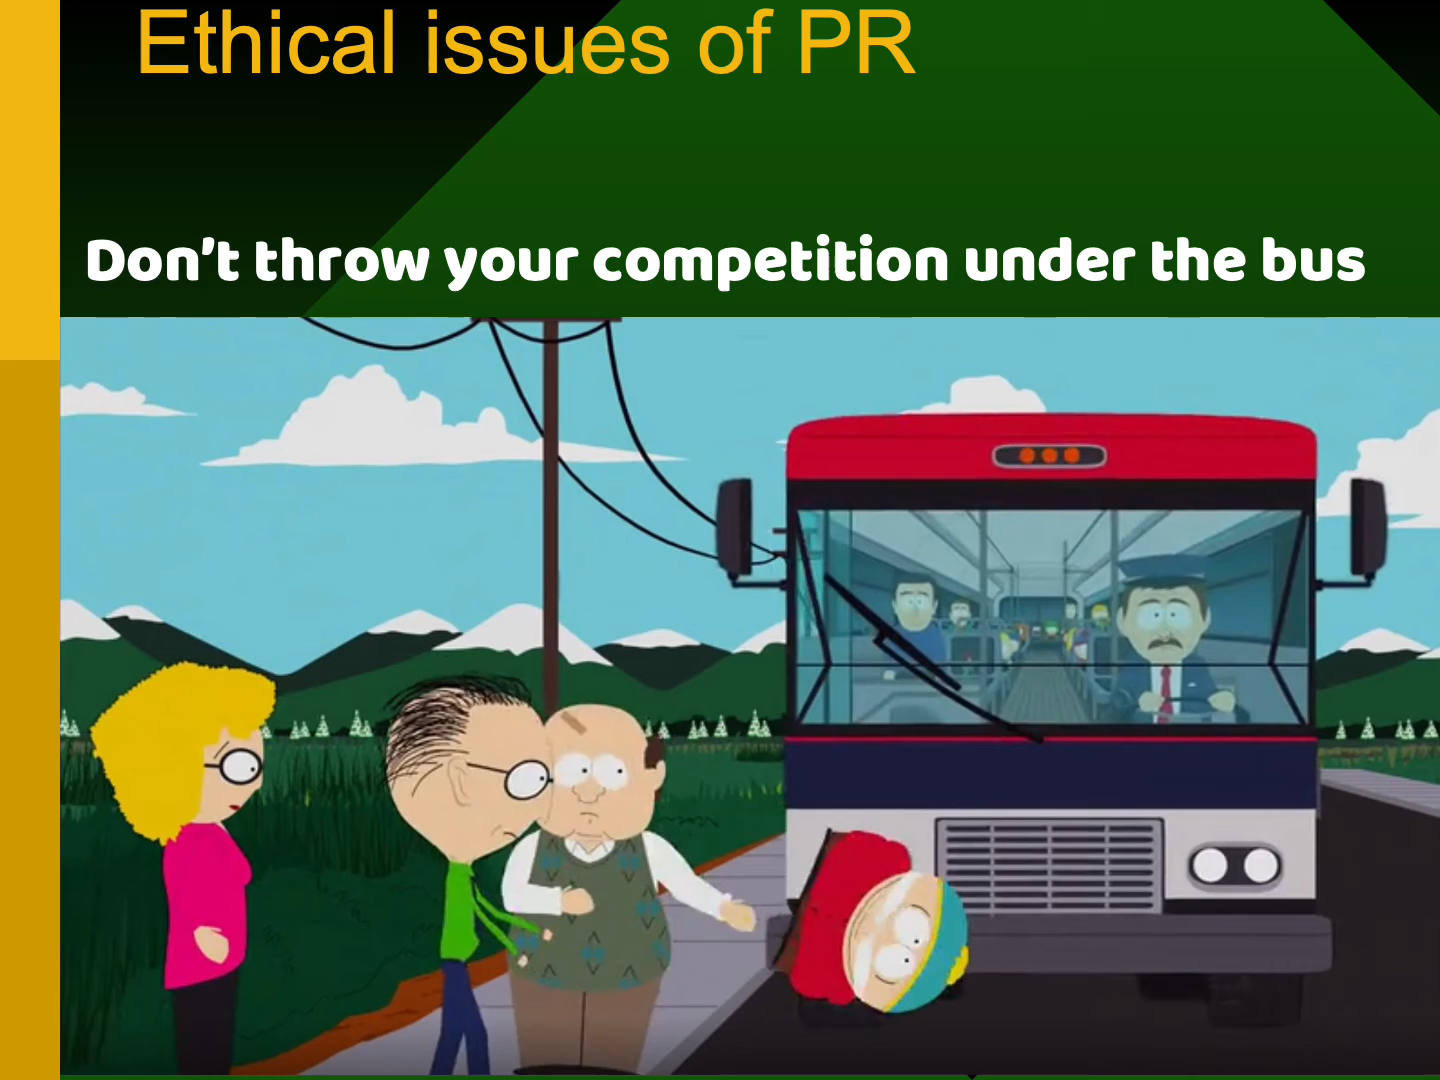 Ethical issues of PR
Don’t throw your competition under the bus